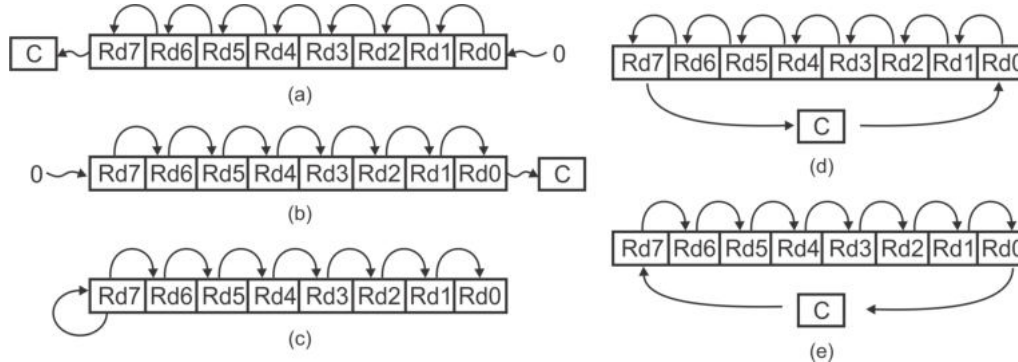 C Rd7 Rd6 Rd5 Rd4 Rd3 Rd2 Rd1 Rd0 0
(a)
0 Rd7 Rd6 Rd5 Rd4 Rd3 Rd2 Rd1 Rd0 C
(b)
Rd7 Rd6 Rd5 Rd4 Rd3 Rd2 Rd1 Rd0
(c)
Rd7 Rd6 Rd5 Rd4 Rd3 Rd2 Rd1 Rd0
C
(d)
Rd7 Rd6 Rd5 Rd4 Rd3 Rd2 Rd1 Rd0
C
(e)